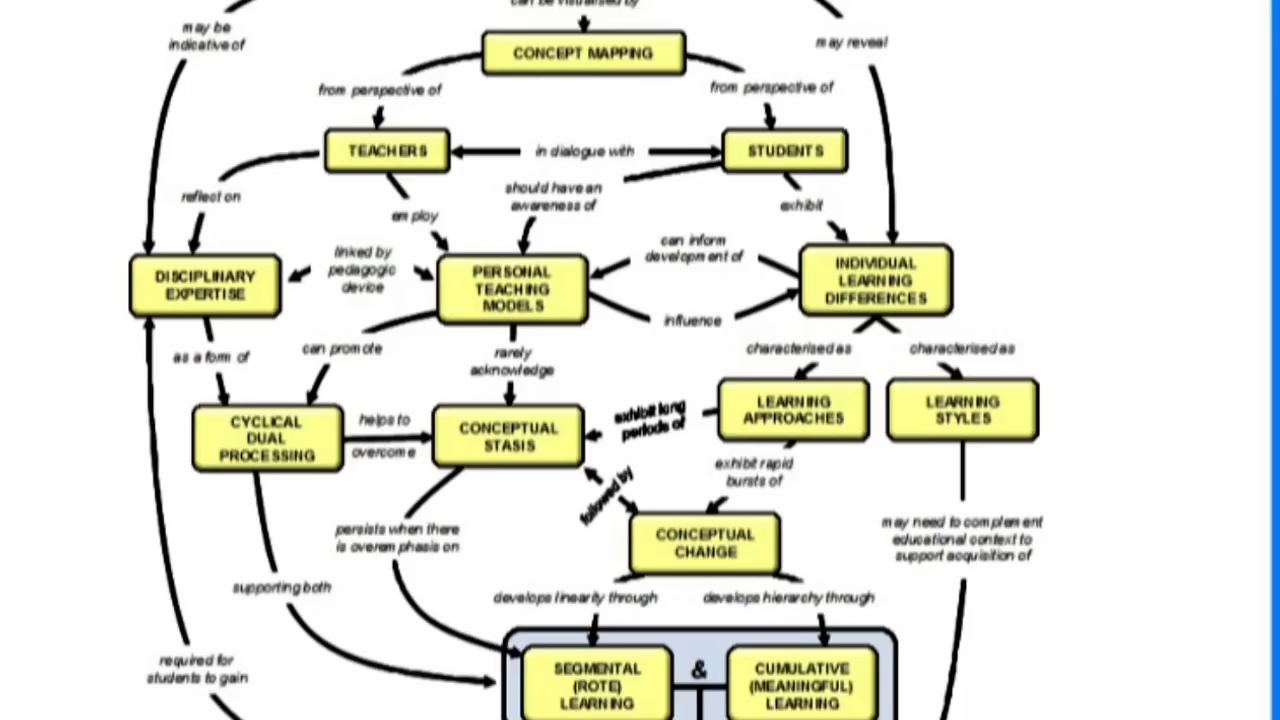 can be visualised by
may be
indicative of
may reveal
CONCEPT MAPPING
from perspective of
from perspective of
TEACHERS
in dialogue with
STUDENTS
reflect on
employ
should have an
awareness of
exhibit
DISCIPLINARY
EXPERTISE
linked by
pedagogic
device
PERSONAL
TEACHING
MODELS
can inform
development of
influence
INDIVIDUAL
LEARNING
DIFFERENCES
as a form of
can promote
rarely
acknowledge
characterised as
characterised as
CYCLICAL
DUAL
PROCESSING
helps to
overcome
CONCEPTUAL
STASIS
exhibit long
periods of
LEARNING
APPROACHES
LEARNING
STYLES
followed by
exhibit rapid
bursts of
persists when there
is overemphasis on
CONCEPTUAL
CHANGE
may need to complement
educational context to
support acquisition of
supporting both
develops linearity through
develops hierarchy through
required for
students to gain
SEGMENTAL
(ROTE)
LEARNING
&
CUMULATIVE
(MEANINGFUL)
LEARNING